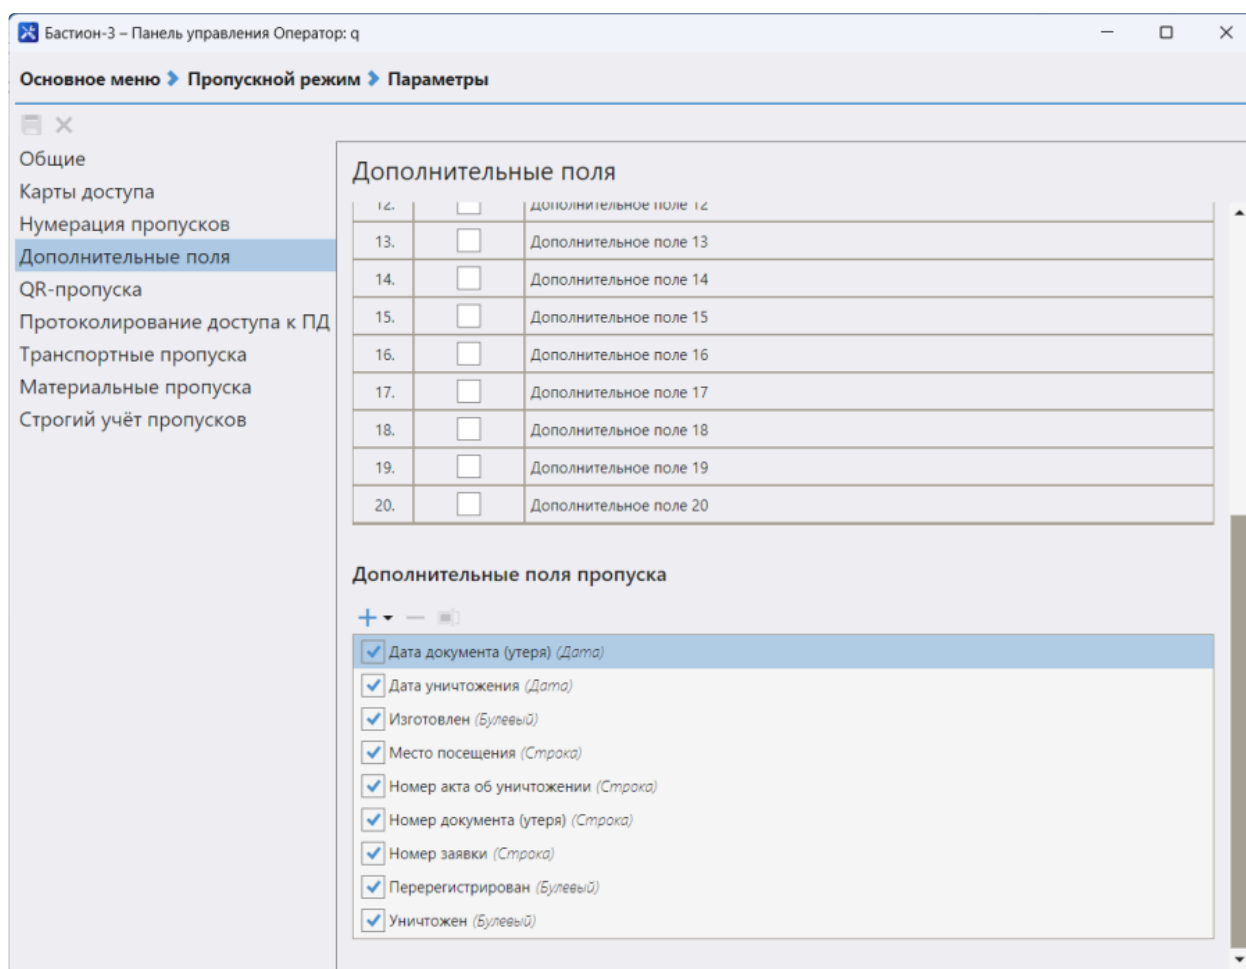 Бастион-3 – Панель управления Оператор: q
Основное меню Пропускной режим Параметры
Общие
Карты доступа
Нумерация пропусков
Дополнительные поля
QR-пропуска
Протоколирование доступа к ПД
Транспортные пропуска
Материальные пропуска
Строгий учёт пропусков
Дополнительные поля
12. Дополнительное поле 12
13. Дополнительное поле 13
14. Дополнительное поле 14
15. Дополнительное поле 15
16. Дополнительное поле 16
17. Дополнительное поле 17
18. Дополнительное поле 18
19. Дополнительное поле 19
20. Дополнительное поле 20
Дополнительные поля пропуска
Дата документа (утеря) (Дата)
Дата уничтожения (Дата)
Изготовлен (Булевый)
Место посещения (Строка)
Номер акта об уничтожении (Строка)
Номер документа (утеря) (Строка)
Номер заявки (Строка)
Перерегистрирован (Булевый)
Уничтожен (Булевый)